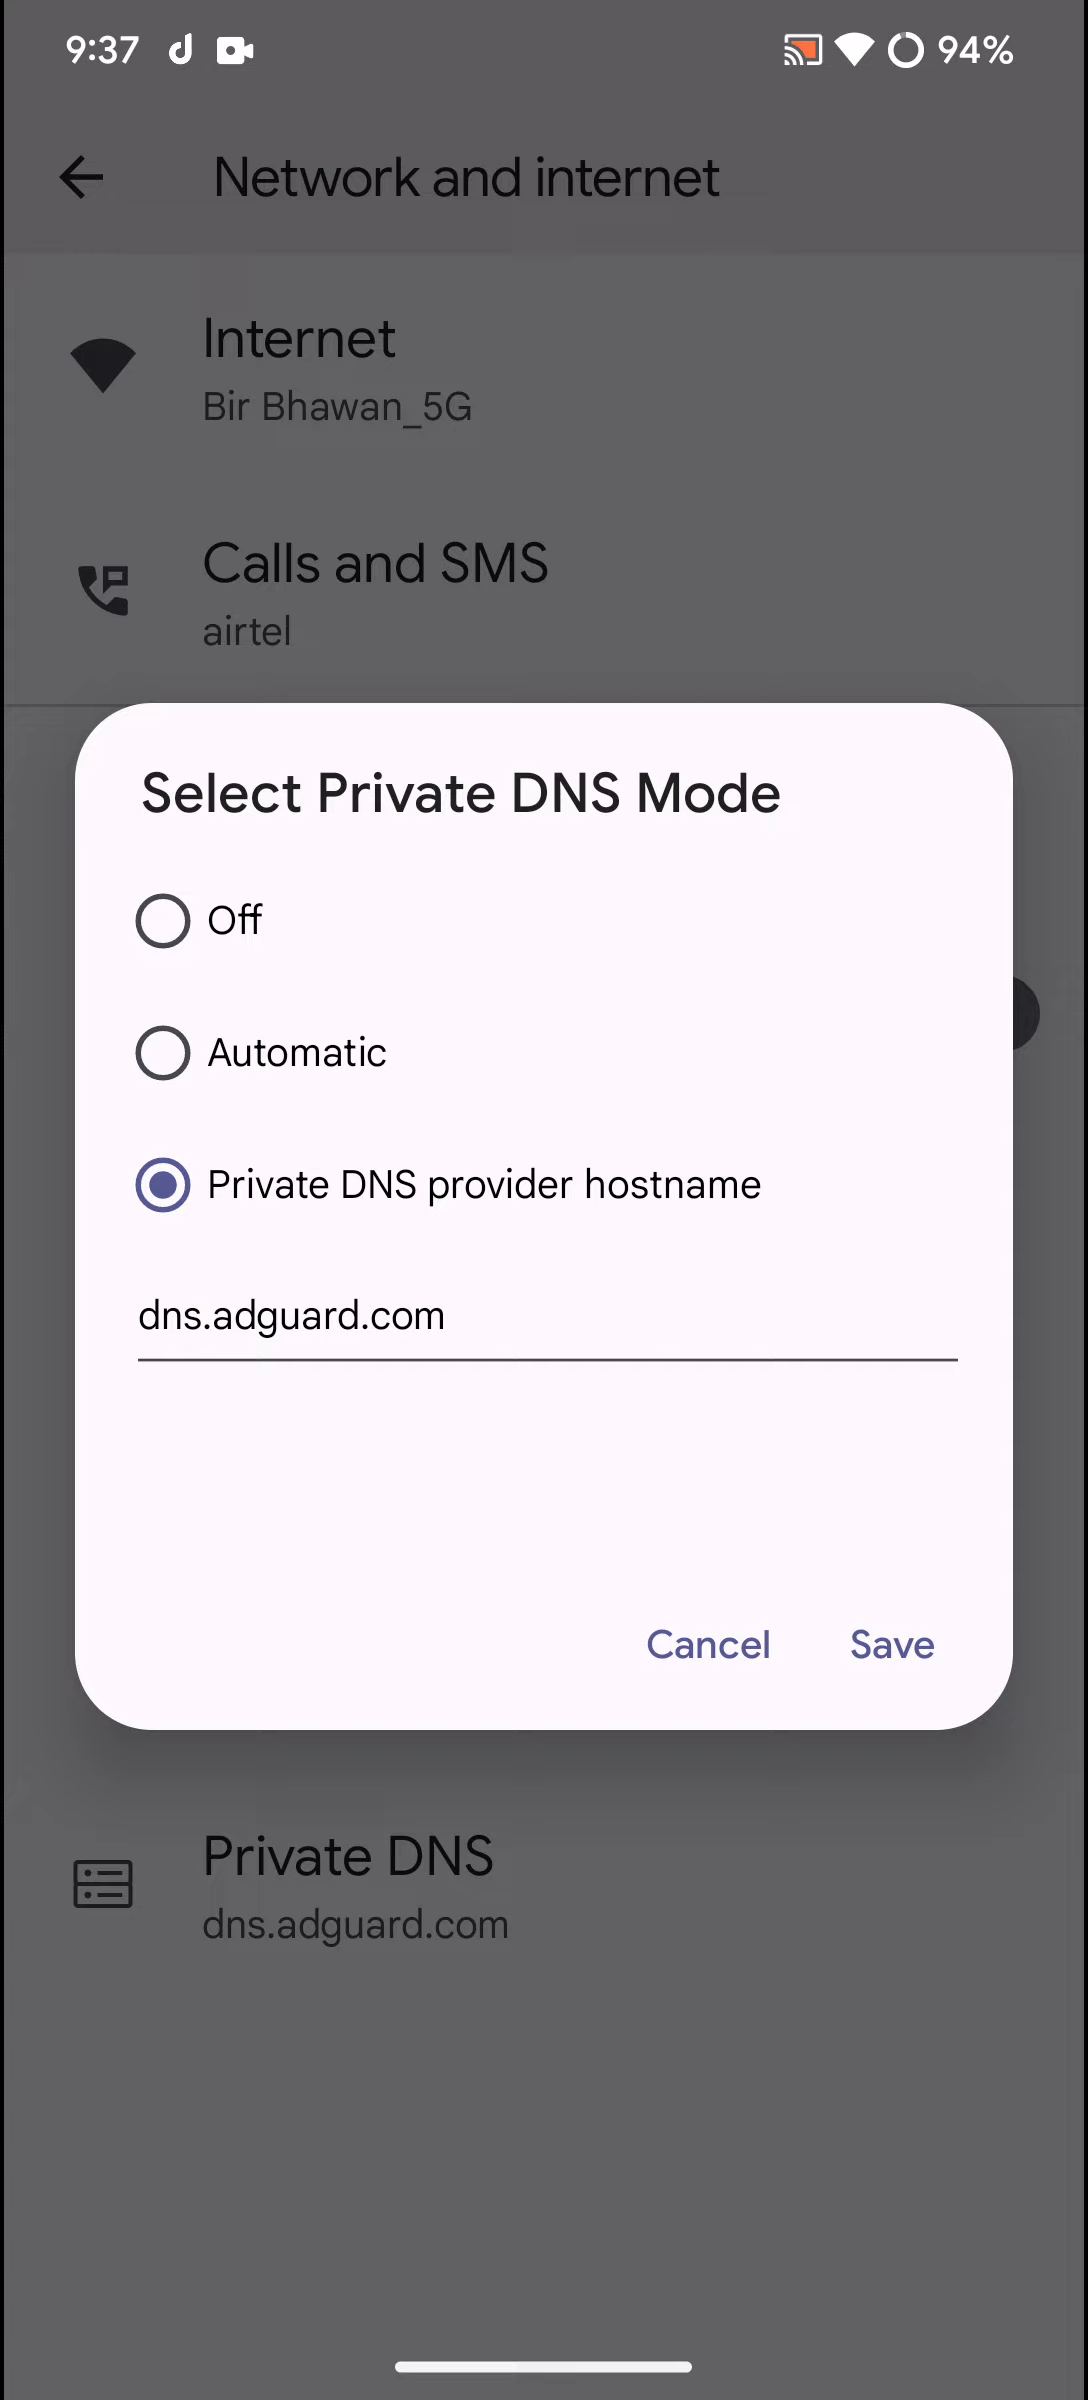 9:37 94%
Network and internet
Internet
Bir Bhawan_5G
Calls and SMS
airtel
Select Private DNS Mode
Off
Automatic
Private DNS provider hostname
dns.adguard.com
Cancel Save
Private DNS
dns.adguard.com